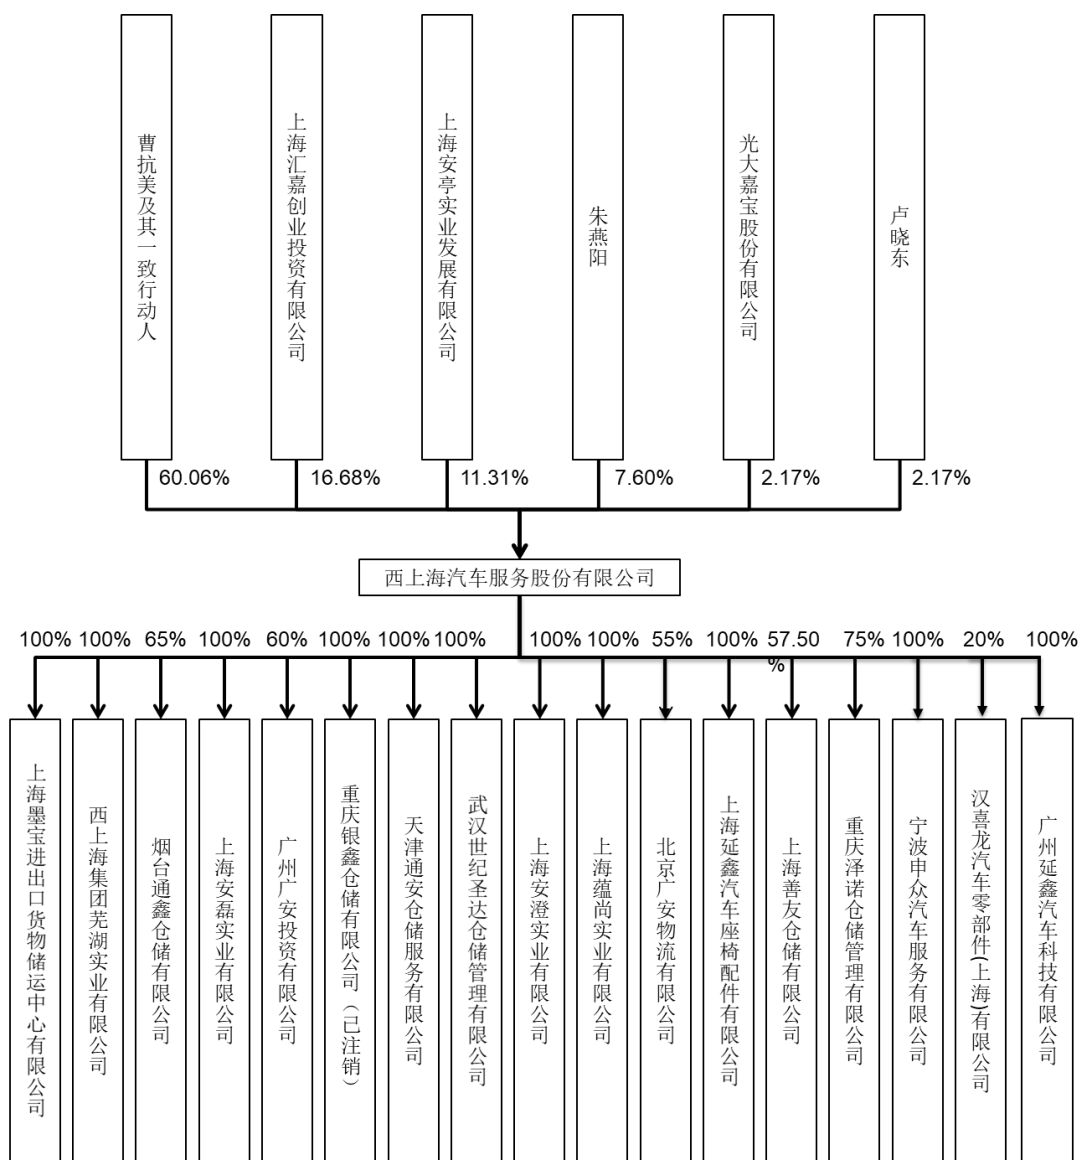 曹抗美及其一致行动人
上海汇嘉创业投资有限公司
上海安亭实业发展有限公司
朱燕阳
光大嘉宝股份有限公司
卢晓东
60.06%
16.68%
11.31%
7.60%
2.17%
2.17%
西上海汽车服务股份有限公司
100%
100%
65%
100%
60%
100%
100%
100%
100%
100%
55%
100%
57.50
%
75%
100%
20%
100%
上海墨宝进出口货物储运中心有限公司
西上海集团芜湖实业有限公司
烟台通鑫仓储有限公司
上海安磊实业有限公司
广州广安投资有限公司
重庆银鑫仓储有限公司（已注销）
天津通安仓储服务有限公司
武汉世纪圣达仓储管理有限公司
上海安澄实业有限公司
上海蕴尚实业有限公司
北京广安物流有限公司
上海延鑫汽车座椅配件有限公司
上海善友仓储有限公司
重庆泽诺仓储管理有限公司
宁波申众汽车服务有限公司
汉喜龙汽车零部件(上海)有限公司
广州延鑫汽车科技有限公司